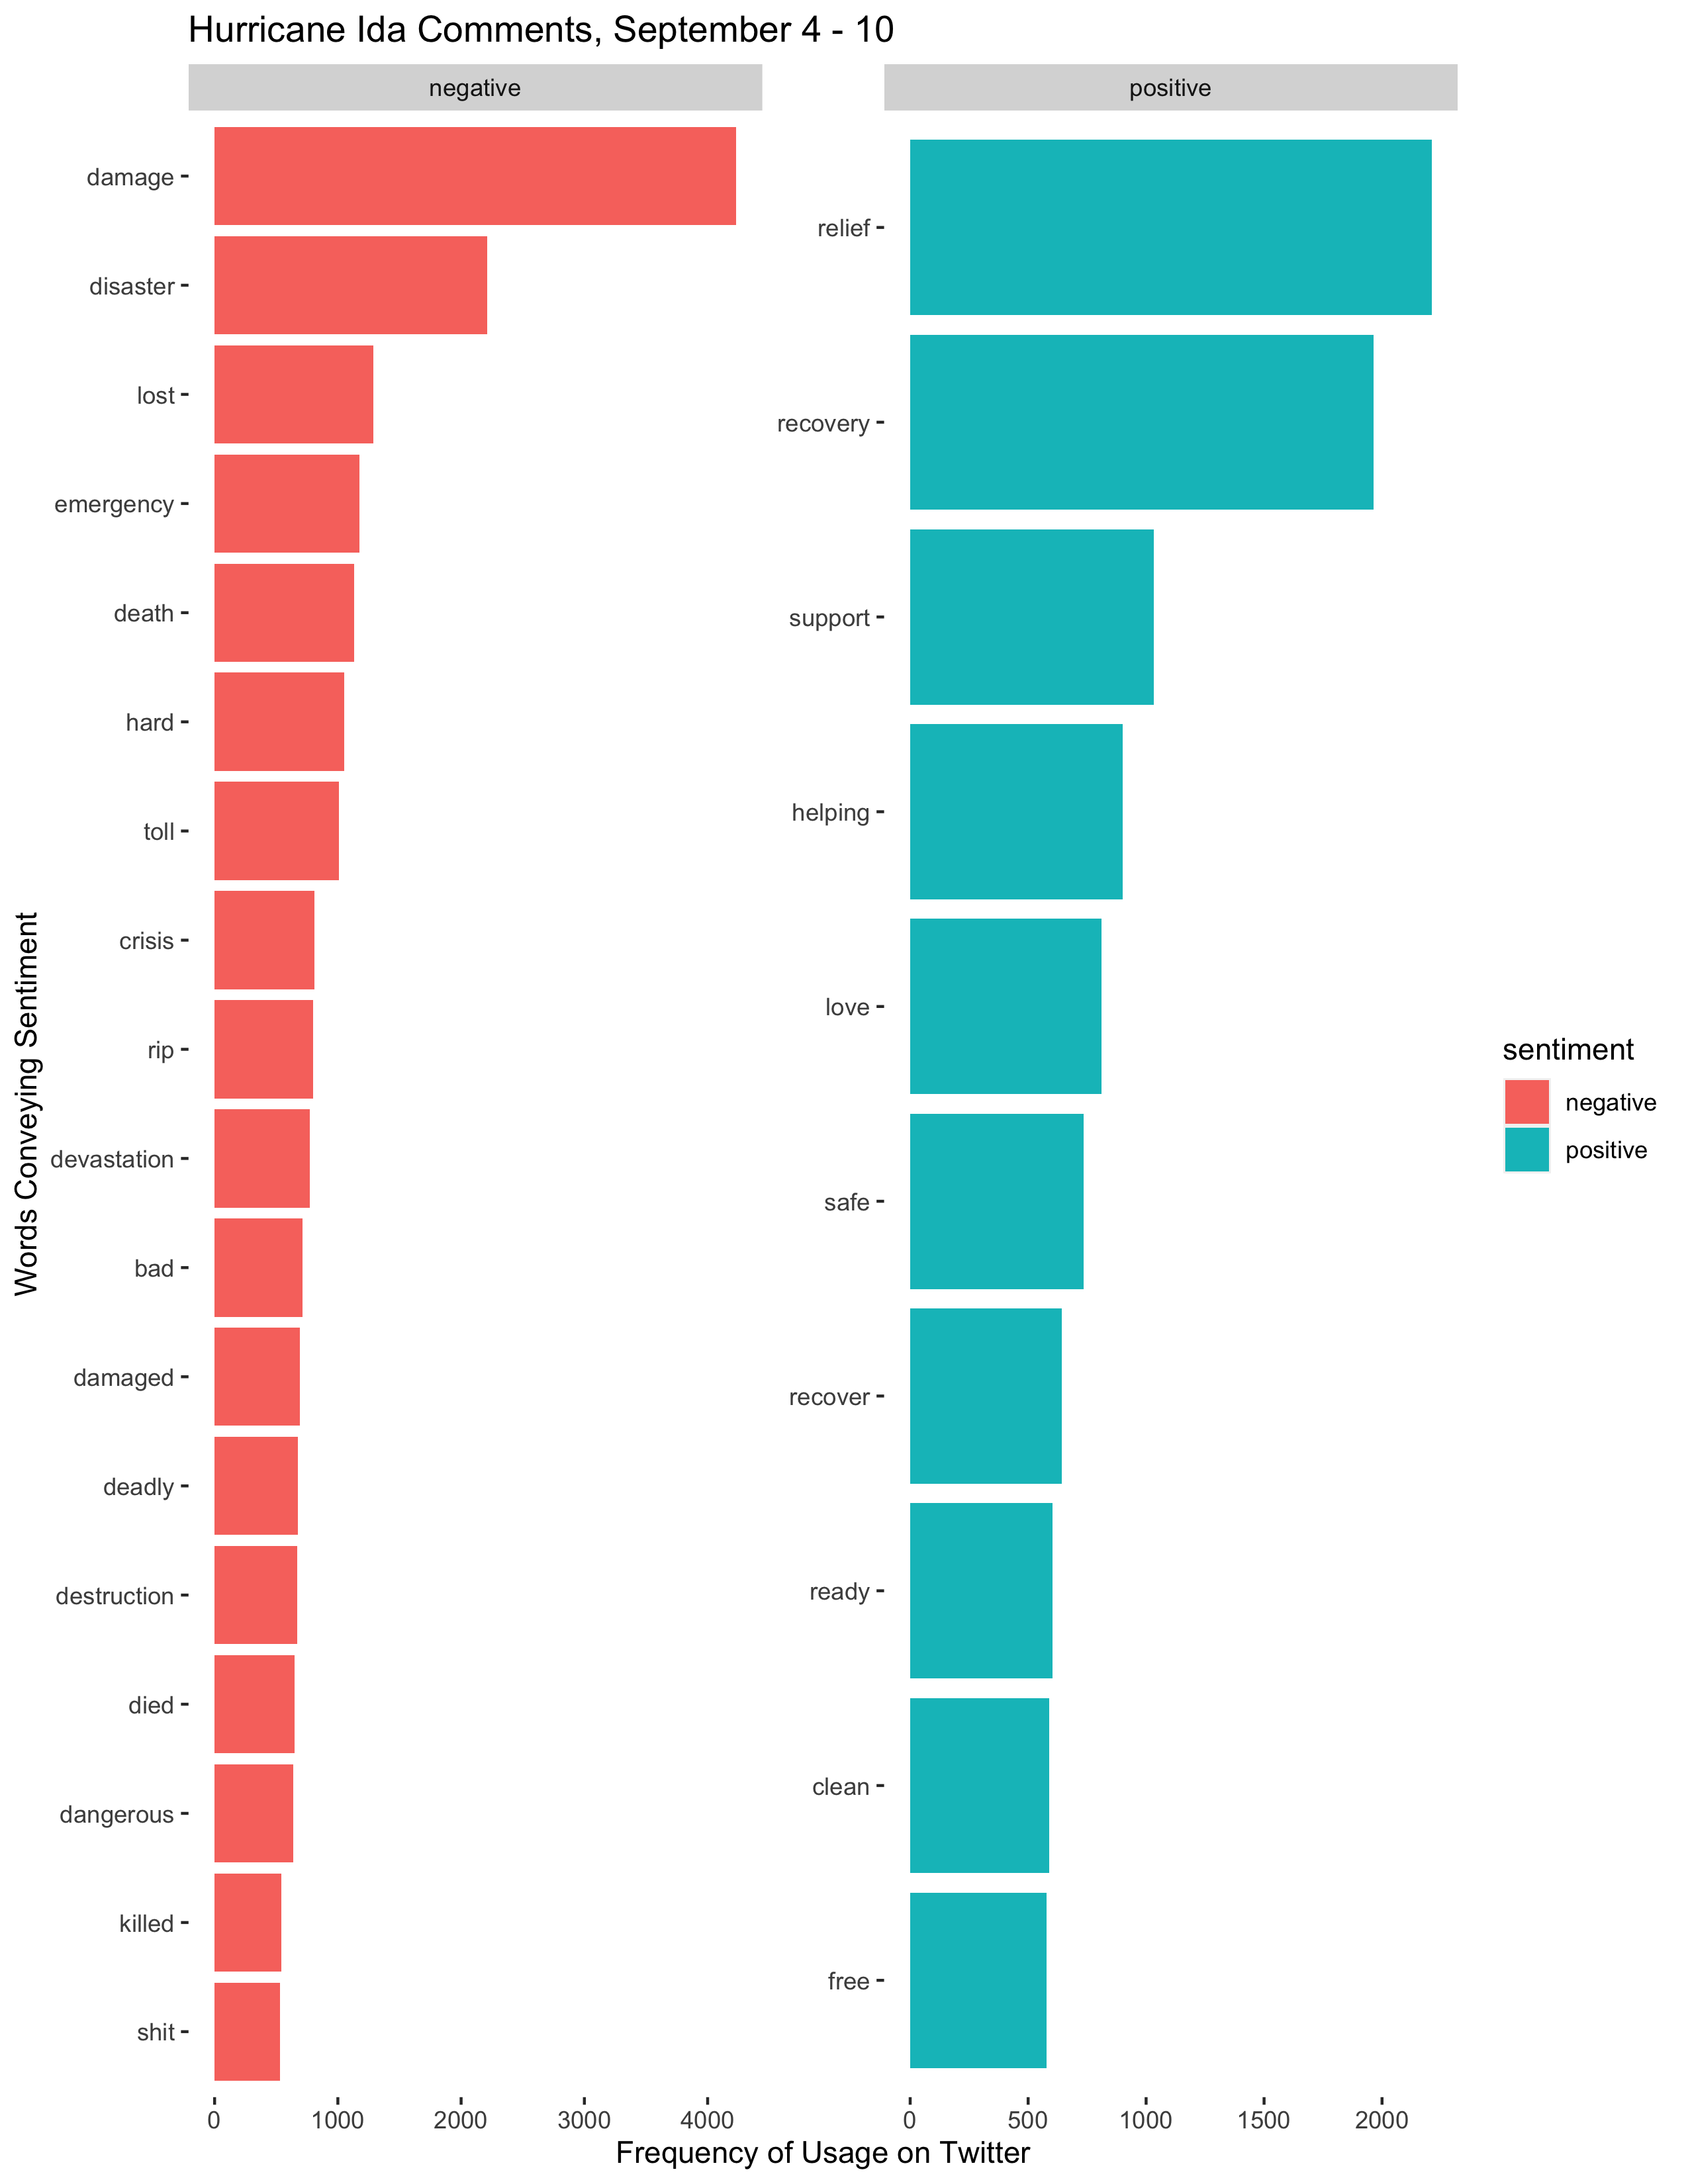 Hurricane Ida Comments, September 4 - 10
negative
positive
Words Conveying Sentiment
damage
disaster
lost
emergency
death
hard
toll
crisis
rip
devastation
bad
damaged
deadly
destruction
died
dangerous
killed
shit
0 1000 2000 3000 4000
relief
recovery
support
helping
love
safe
recover
ready
clean
free
0 500 1000 1500 2000
Frequency of Usage on Twitter
sentiment
negative
positive